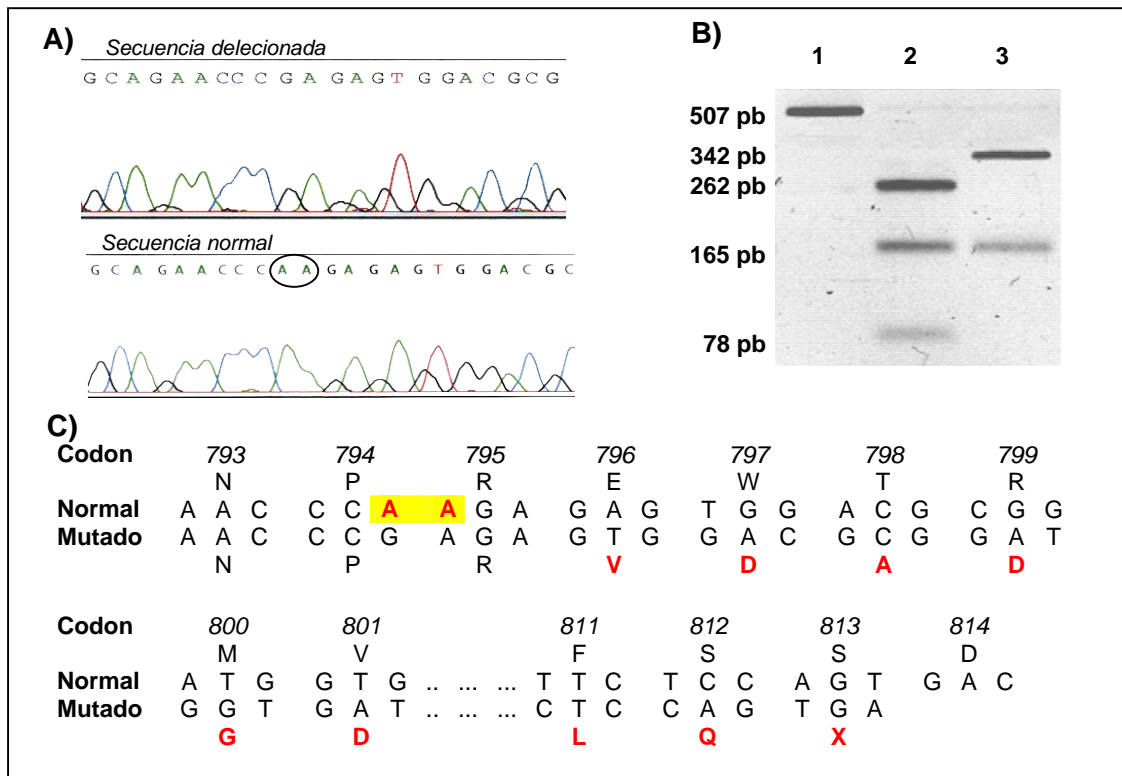 A)
Secuencia delecionada
G C A G A A C C C G A G A G T G G A C G C G
Secuencia normal
G C A G A A C C C A A G A G A G T G G A C G C
B)
1 2 3
507 pb
342 pb
262 pb
165 pb
78 pb
C)
Codon 793 794 795 796 797 798 799
N P R E W T R
Normal A A C C C A A G A G A G T G G A C G C G G
Mutado A A C C C G A G A G T G G A C G C G G A T
N P R V D A D
Codon 800 801 811 812 813 814
M V F S S D
Normal A T G G T G .. ... ... T T C T C C A G T G A C
Mutado G G T G A T .. ... ... C T C C A G T G A
G D L Q X